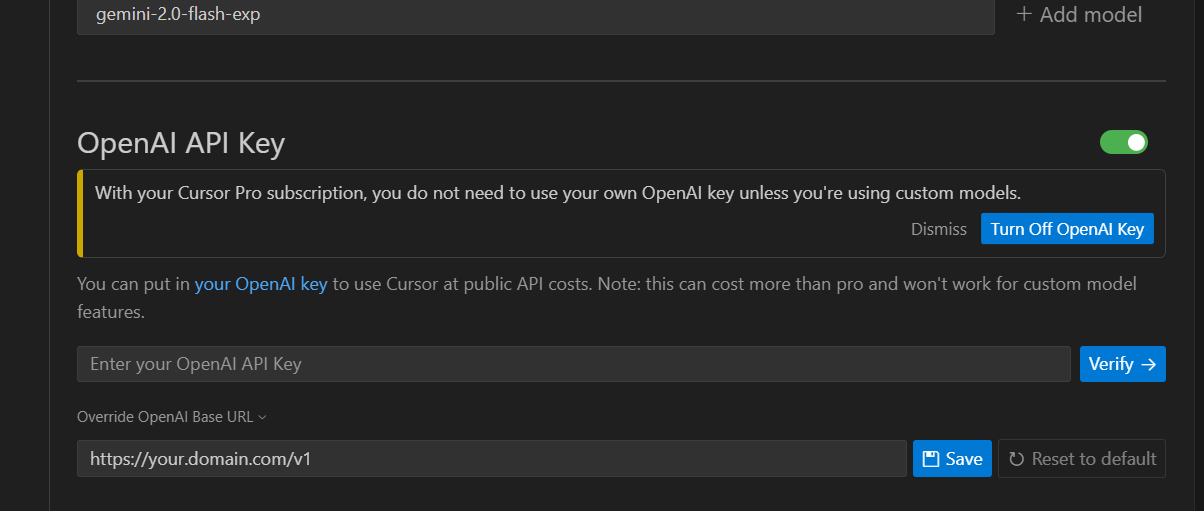 gemini-2.0-flash-exp
+ Add model
OpenAI API Key
With your Cursor Pro subscription, you do not need to use your own OpenAI key unless you're using custom models.
Dismiss
Turn Off OpenAI Key
You can put in your OpenAI key to use Cursor at public API costs. Note: this can cost more than pro and won't work for custom model
features.
Enter your OpenAI API Key
Verify →
Override OpenAI Base URL
https://your.domain.com/v1
Save
Reset to default